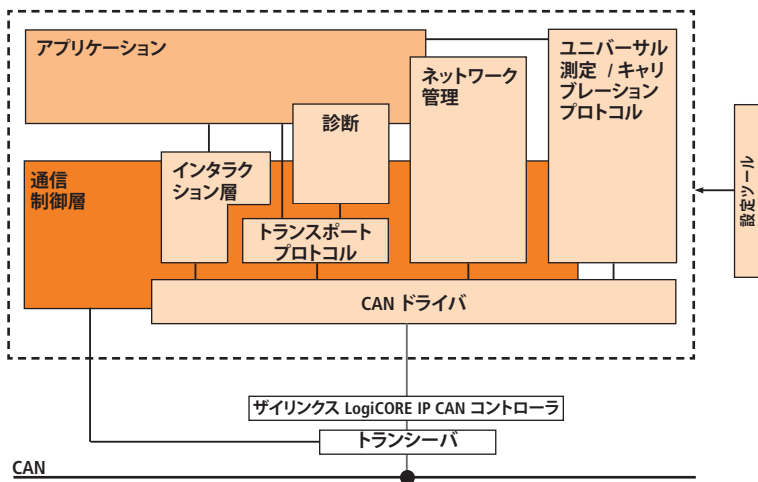 アプリケーション
ユニバーサル
測定 / キャリ
ブレーション
プロトコル
ネットワーク
管理
診断
通信
制御層
インタラク
ション層
トランスポート
プロトコル
設定ツール
CAN ドライバ
ザイリンクス LogiCORE IP CAN コントローラ
トランシーバ
CAN